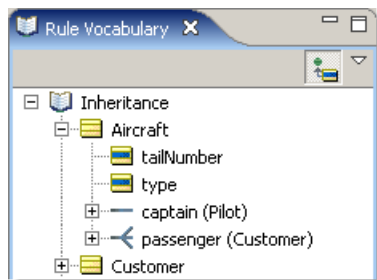 Rule Vocabulary
Inheritance
Aircraft
tailNumber
type
captain (Pilot)
passenger (Customer)
Customer